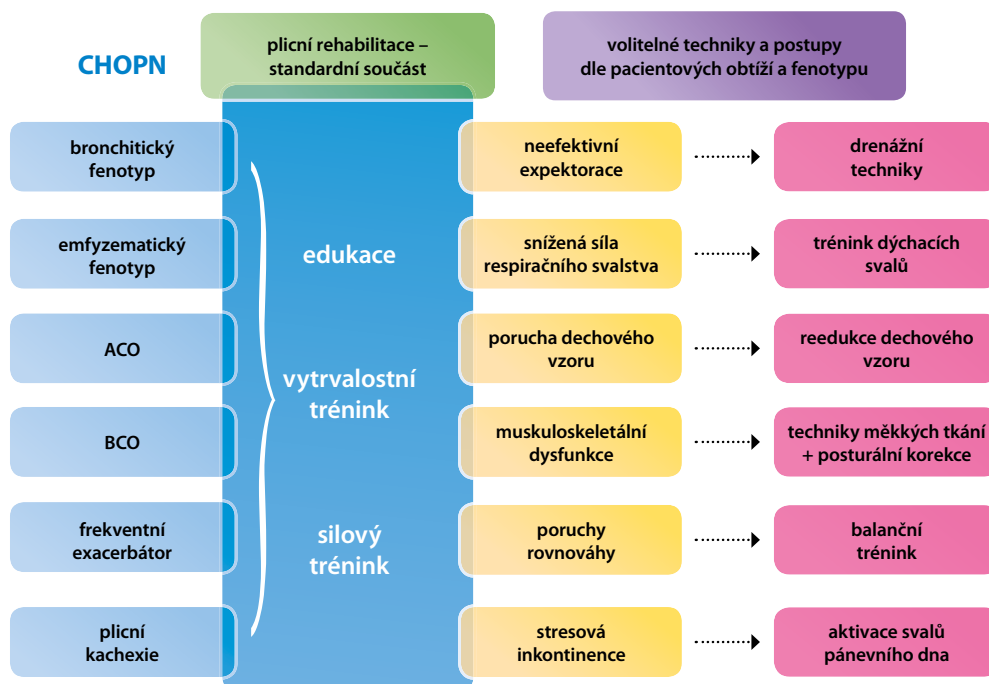 CHOPN
plicní rehabilitace –
standardní součást
volitelné techniky a postupy
dle pacientových obtíží a fenotypu
bronchitický
fenotyp
emfyzematický
fenotyp
ACO
BCO
frekventní
exacerbátor
plicní
kachexie
edukace
vytrvalostní
trénink
silový
trénink
neefektivní
expektorace
drenážní
techniky
snížená síla
respiračního svalstva
trénink dýchacích
svalů
porucha dechového
vzoru
reedukce dechového
vzoru
muskuloskeletální
dysfunkce
techniky měkkých tkání
+ posturální korekce
poruchy
rovnováhy
balanční
trénink
stresová
inkontinence
aktivace svalů
pánevního dna